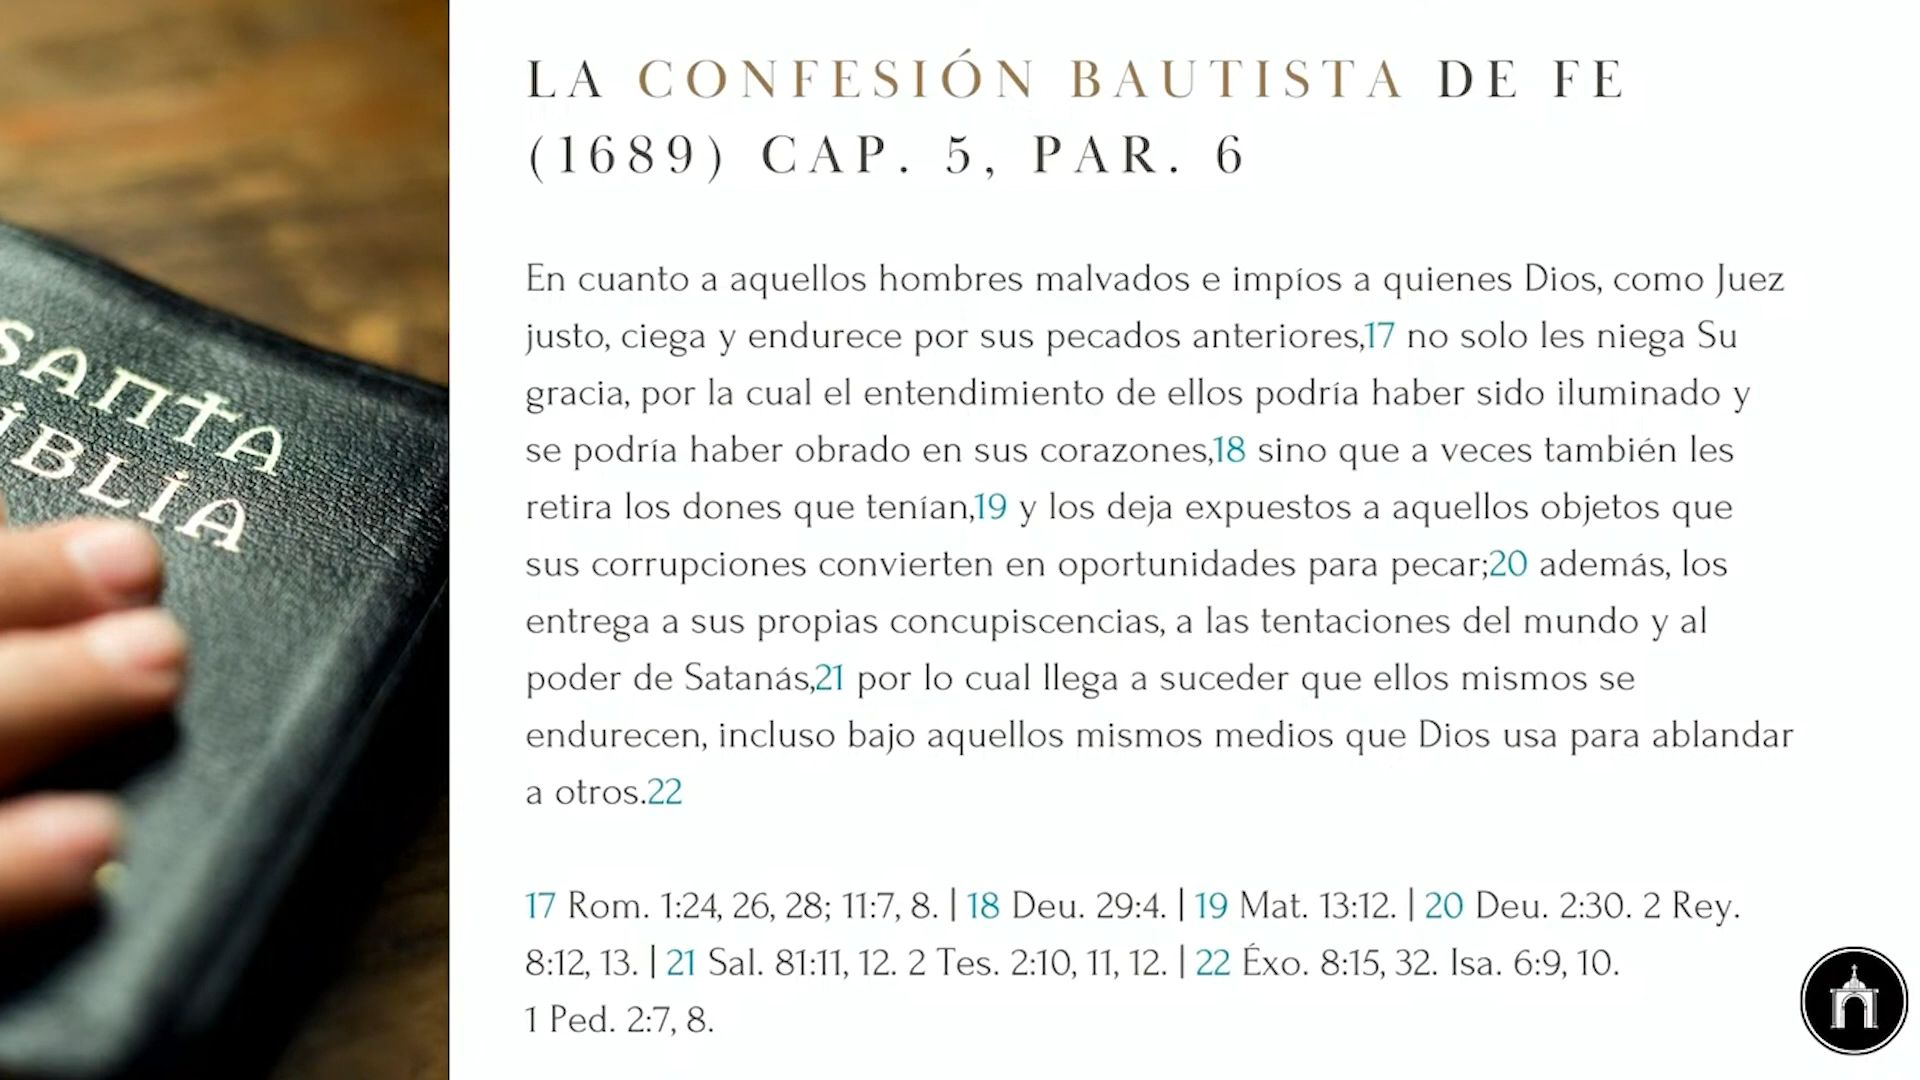 LA CONFESIÓN BAUTISTA DE FE
(1689) CAP. 5, PAR. 6
En cuanto a aquellos hombres malvados e impíos a quienes Dios, como Juez
justo, ciega y endurece por sus pecados anteriores,17 no solo les niega Su
gracia, por la cual el entendimiento de ellos podría haber sido iluminado y
se podría haber obrado en sus corazones,18 sino que a veces también les
retira los dones que tenían,19 y los deja expuestos a aquellos objetos que
sus corrupciones convierten en oportunidades para pecar;20 además, los
entrega a sus propias concupiscencias, a las tentaciones del mundo y al
poder de Satanás,21 por lo cual llega a suceder que ellos mismos se
endurecen, incluso bajo aquellos mismos medios que Dios usa para ablandar
a otros.22
17 Rom. 1:24, 26, 28; 11:7, 8. | 18 Deu. 29:4. | 19 Mat. 13:12. | 20 Deu. 2:30. 2 Rey.
8:12, 13. | 21 Sal. 81:11, 12. 2 Tes. 2:10, 11, 12. | 22 Éxo. 8:15, 32. Isa. 6:9, 10.
1 Ped. 2:7, 8.
SANTA
BIBLIA